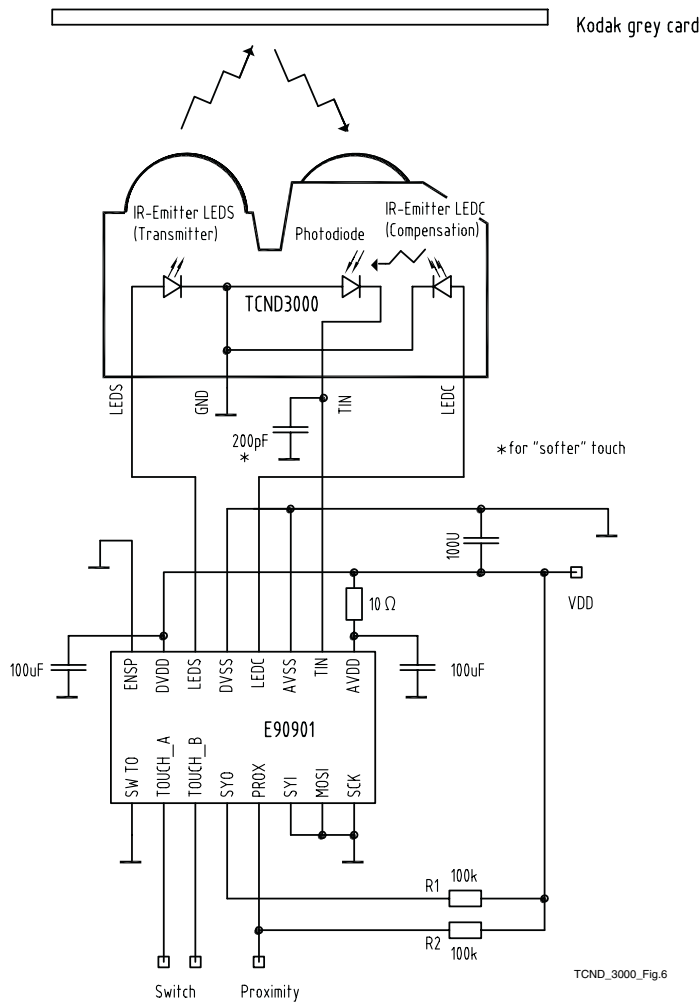 Kodak grey card
IR-Emitter LEDS
(Transmitter)
Photodiode
IR-Emitter LEDC
(Compensation)
TCND3000
LEDS
GND
TIN
LEDC
200pF
*
*for "softer" touch
100U
10 Ω
VDD
100uF
100uF
ENSP
DVDD
LEDS
DVSS
LEDC
AVSS
TIN
AVDD
E90901
SWTO
TOUCH_A
TOUCH_B
SYO
PROX
SYI
MOSI
SCK
R1
100k
R2
100k
Switch
Proximity
TCND_3000_Fig.6